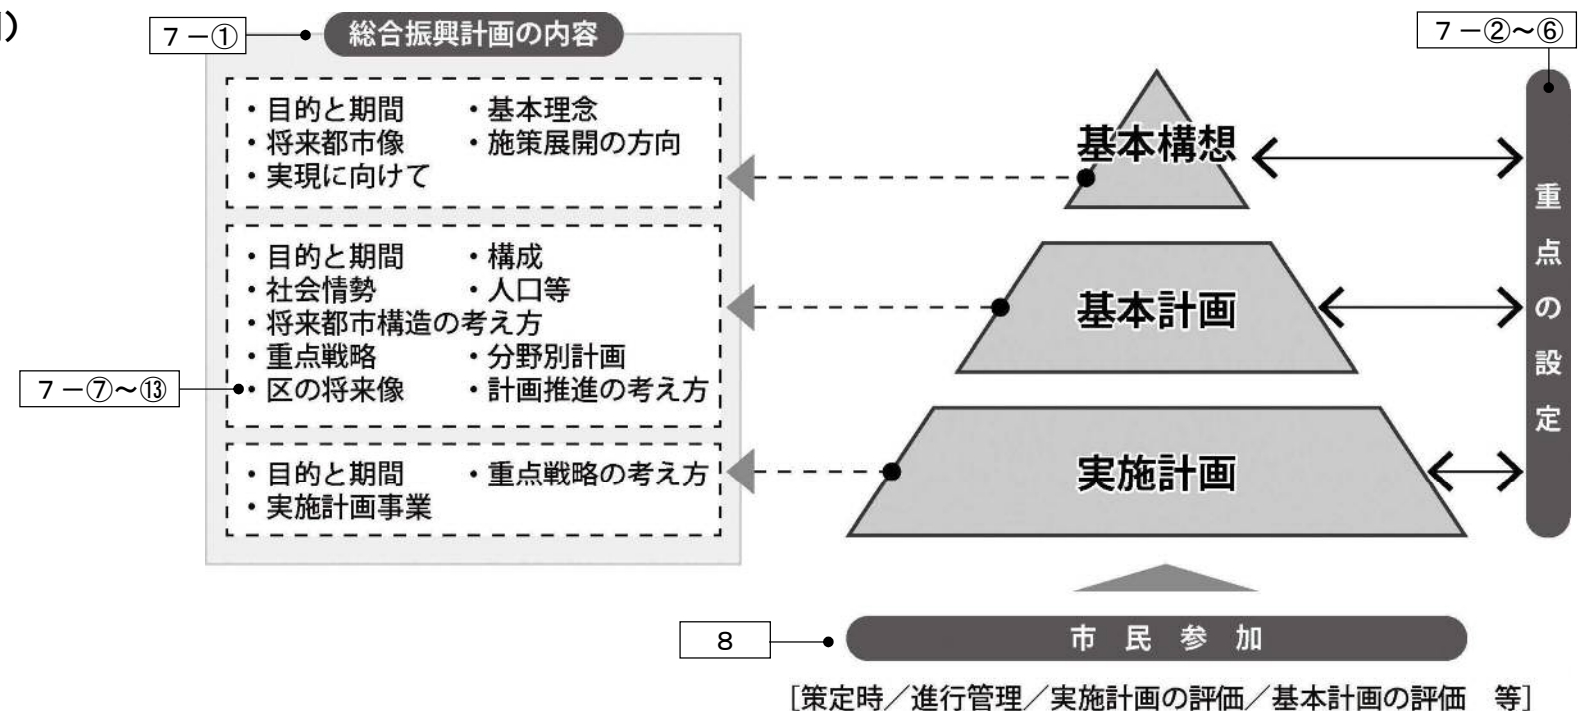 ７－①
総合振興計画の内容
・目的と期間　・基本理念
・将来都市像　・施策展開の方向
・実現に向けて
・目的と期間　・構成
・社会情勢　・人口等
・将来都市構造の考え方
・重点戦略　・分野別計画
・区の将来像　・計画推進の考え方
７－⑦～⑬
・目的と期間　・重点戦略の考え方
・実施計画事業
基本構想
基本計画
実施計画
７－②～⑥
重点の設定
８
市民参加
［策定時／進行管理／実施計画の評価／基本計画の評価　等］